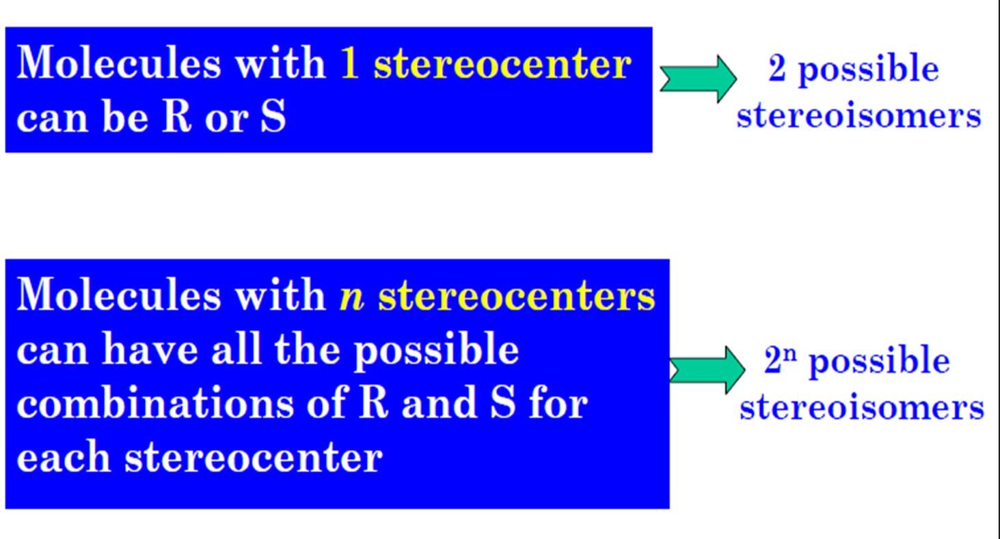 Molecules with 1 stereocenter
can be R or S
2 possible
stereoisomers
Molecules with n stereocenters
can have all the possible
combinations of R and S for
each stereocenter
2ⁿ possible
stereoisomers